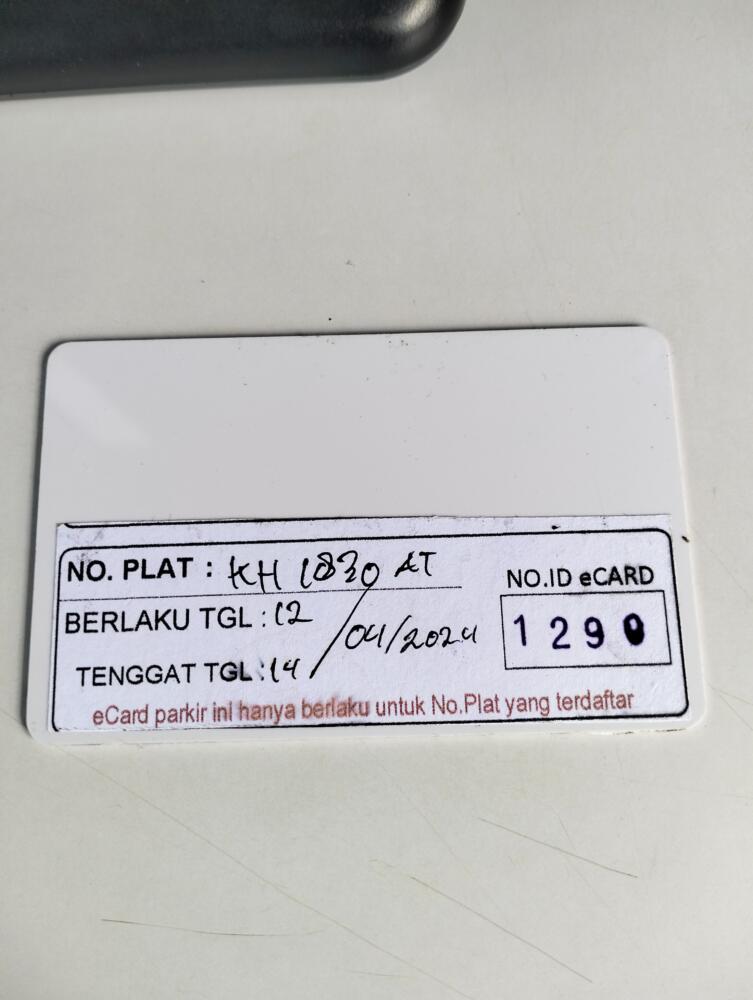 NO. PLAT : KH 1830 AT
BERLAKU TGL : 12
/04/2024
TENGGAT TGL : 14
NO.ID eCARD
1290
eCard parkir ini hanya berlaku untuk No.Plat yang terdaftar